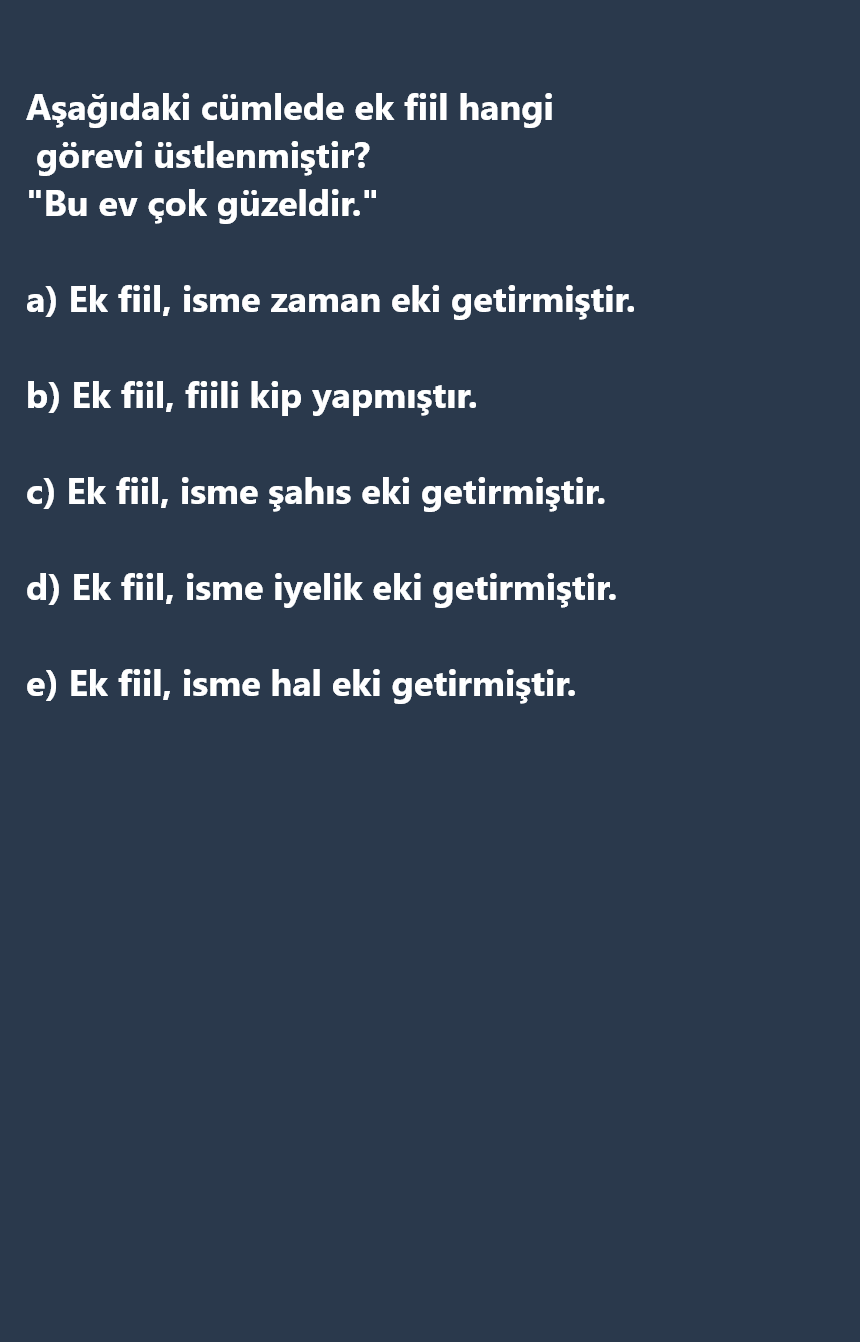 Aşağıdaki cümlede ek fiil hangi
görevi üstlenmiştir?
"Bu ev çok güzeldir."
a) Ek fiil, isme zaman eki getirmiştir.
b) Ek fiil, fiili kip yapmıştır.
c) Ek fiil, isme şahıs eki getirmiştir.
d) Ek fiil, isme iyelik eki getirmiştir.
e) Ek fiil, isme hal eki getirmiştir.